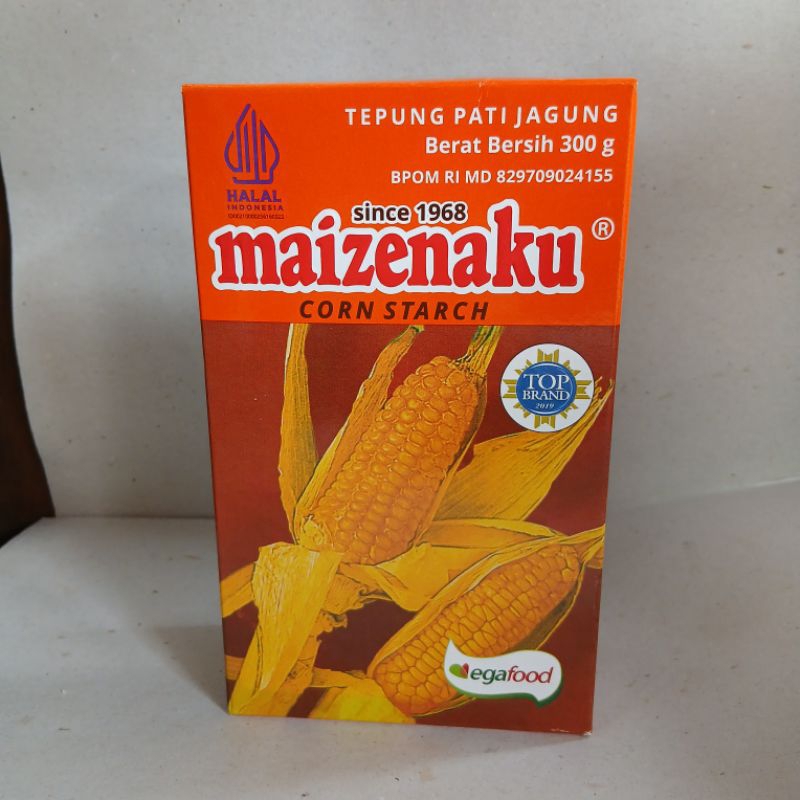 TEPUNG PATI JAGUNG
Berat Bersih 300 g
BPOM RI MD 829709024155
HALAL
INDONESIA
since 1968
maizenaku ®
CORN STARCH
TOP
BRAND
2019
egafood